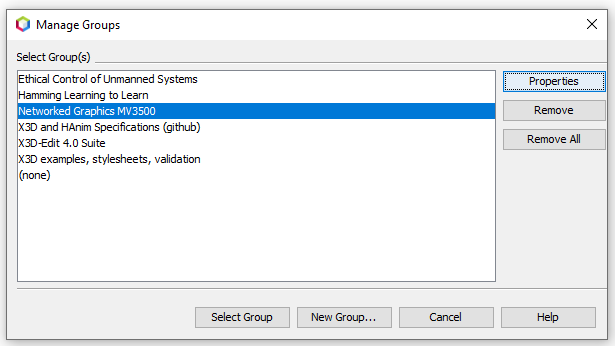 Manage Groups
Select Group(s)
Ethical Control of Unmanned Systems
Hamming Learning to Learn
Networked Graphics MV3500
X3D and HAnim Specifications (github)
X3D-Edit 4.0 Suite
X3D examples, stylesheets, validation
(none)
Properties
Remove
Remove All
Select Group
New Group...
Cancel
Help